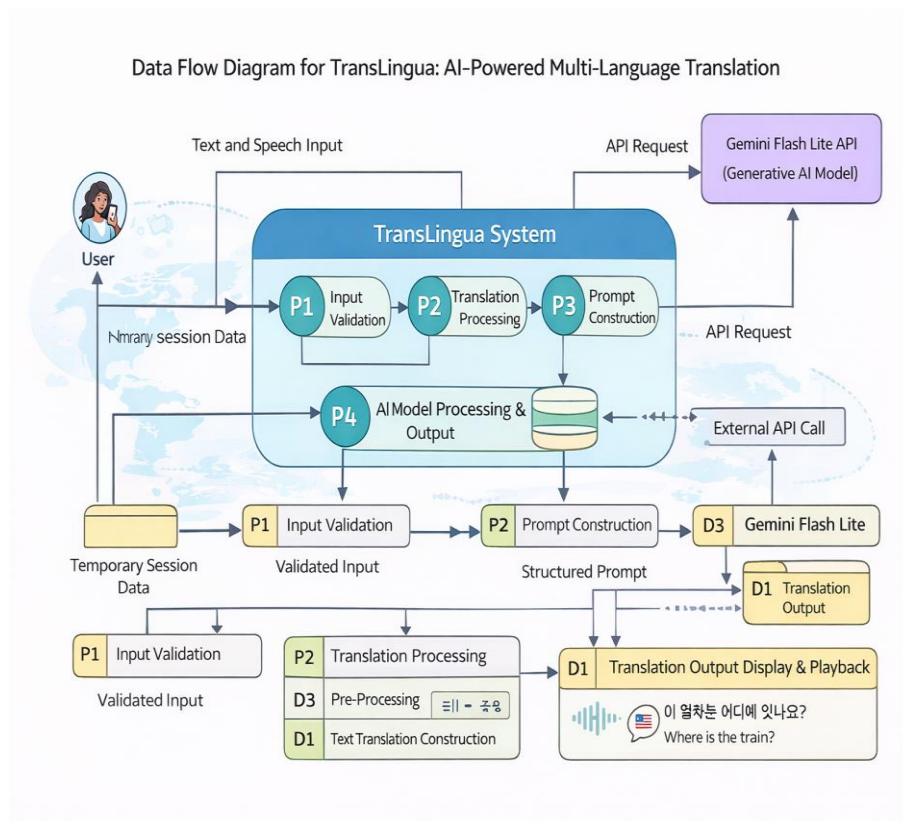 Data Flow Diagram for TransLingua: AI-Powered Multi-Language Translation
Text and Speech Input
API Request
Gemini Flash Lite API
(Generative AI Model)
User
TransLingua System
P1 Input
Validation
P2 Translation
Processing
P3 Prompt
Construction
session Data
API Request
P4 AI Model Processing &
Output
External API Call
P1 Input Validation
P2 Prompt Construction
D3 Gemini Flash Lite
Temporary Session
Data
Validated Input
Structured Prompt
D1 Translation
Output
P1 Input Validation
Validated Input
P2 Translation Processing
D3 Pre-Processing
D1 Text Translation Construction
D1 Translation Output Display & Playback
이 열차눈 어디예 잇나요?
Where is the train?